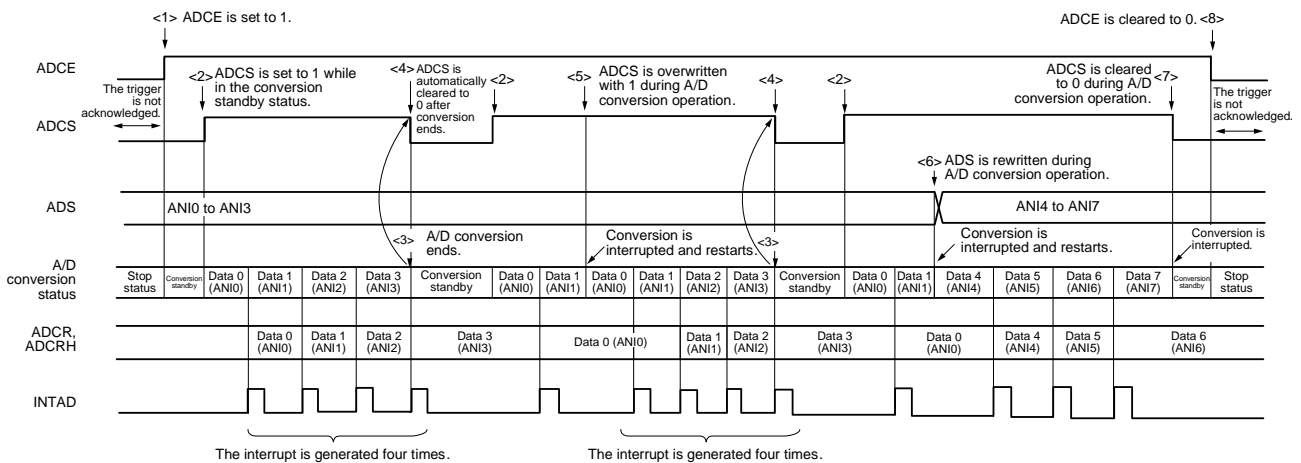 <1> ADCE is set to 1.
ADCE is cleared to 0. <8>
ADCE
The trigger
is not
acknowledged.
<2> ADCS is set to 1 while
in the conversion
standby status.
<4> ADCS is
automatically
cleared to
0 after
conversion
ends.
<2>
<5> ADCS is overwritten
with 1 during A/D
conversion operation.
<4>
<2>
ADCS is cleared
to 0 during A/D
conversion operation.
<7>
The trigger
is not
acknowledged.
ADCS
<6> ADS is rewritten during
A/D conversion operation.
ADS
ANI0 to ANI3
ANI4 to ANI7
<3> A/D conversion
ends.
Conversion is
interrupted and restarts.
<3>
Conversion is
interrupted and restarts.
Conversion is
interrupted.
A/D
conversion
status
Stop
status
Conversion
standby
Data 0
(ANI0)
Data 1
(ANI1)
Data 2
(ANI2)
Data 3
(ANI3)
Conversion
standby
Data 0
(ANI0)
Data 1
(ANI1)
Data 0
(ANI0)
Data 1
(ANI1)
Data 2
(ANI2)
Data 3
(ANI3)
Conversion
standby
Data 0
(ANI0)
Data 1
(ANI1)
Data 4
(ANI4)
Data 5
(ANI5)
Data 6
(ANI6)
Data 7
(ANI7)
Conversion
standby
Stop
status
ADCR,
ADCRH
Data 0
(ANI0)
Data 1
(ANI1)
Data 2
(ANI2)
Data 3
(ANI3)
Data 0 (ANI0)
Data 1
(ANI1)
Data 2
(ANI2)
Data 3
(ANI3)
Data 0
(ANI0)
Data 4
(ANI4)
Data 5
(ANI5)
Data 6
(ANI6)
INTAD
The interrupt is generated four times.
The interrupt is generated four times.